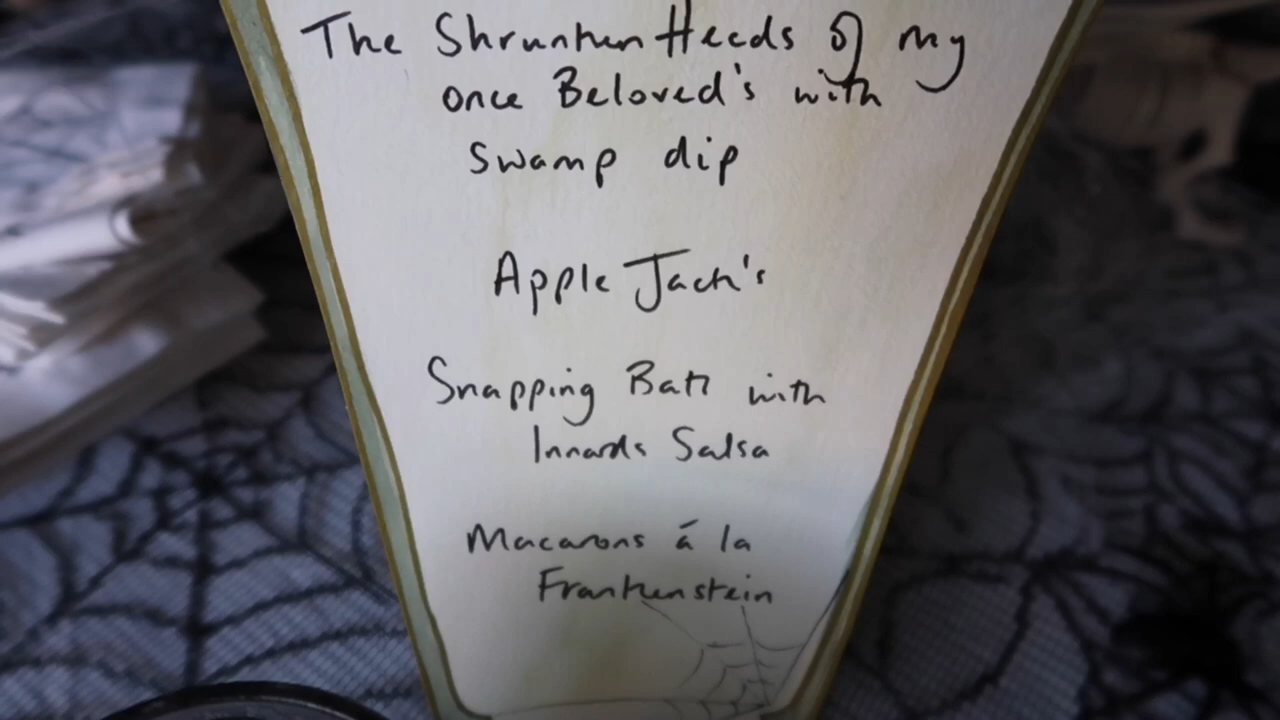 The Shrunken Heads of my
once Beloved's with
swamp dip
Apple Jack's
Snapping Bats with
Innards Salsa
Macarons á la
Frankenstein